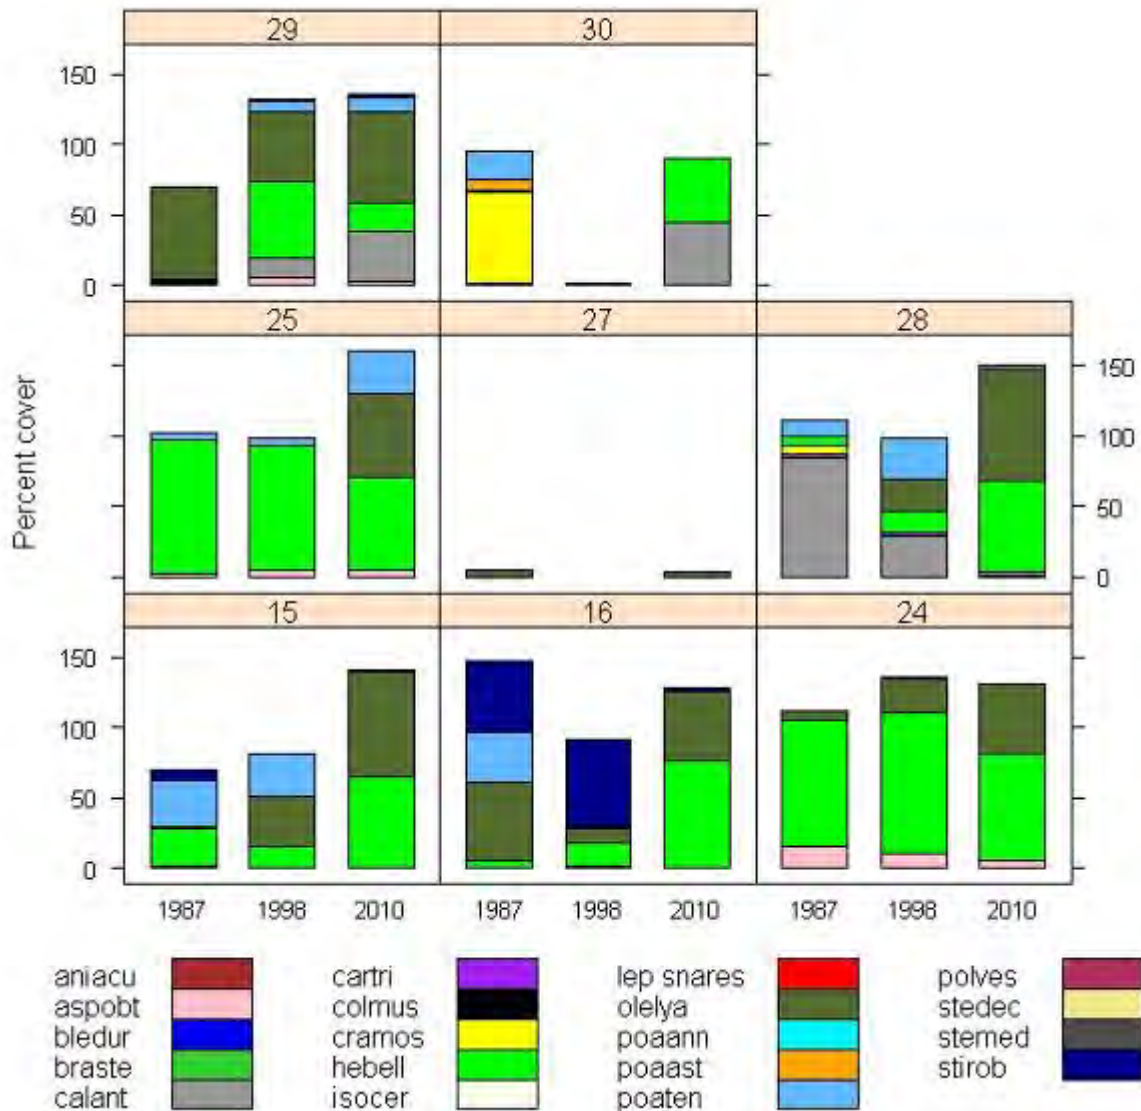 29 30
150
100
50
0
25 27 28
Percent cover
150
100
50
0
15 16 24
150
100
50
0
1987 1998 2010 1987 1998 2010 1987 1998 2010
aniacu cartri lep snares polves
aspobt colmus olelya stedec
bledur cramos poaann stemed
braste hebell poaast stirob
calant isocer poaten